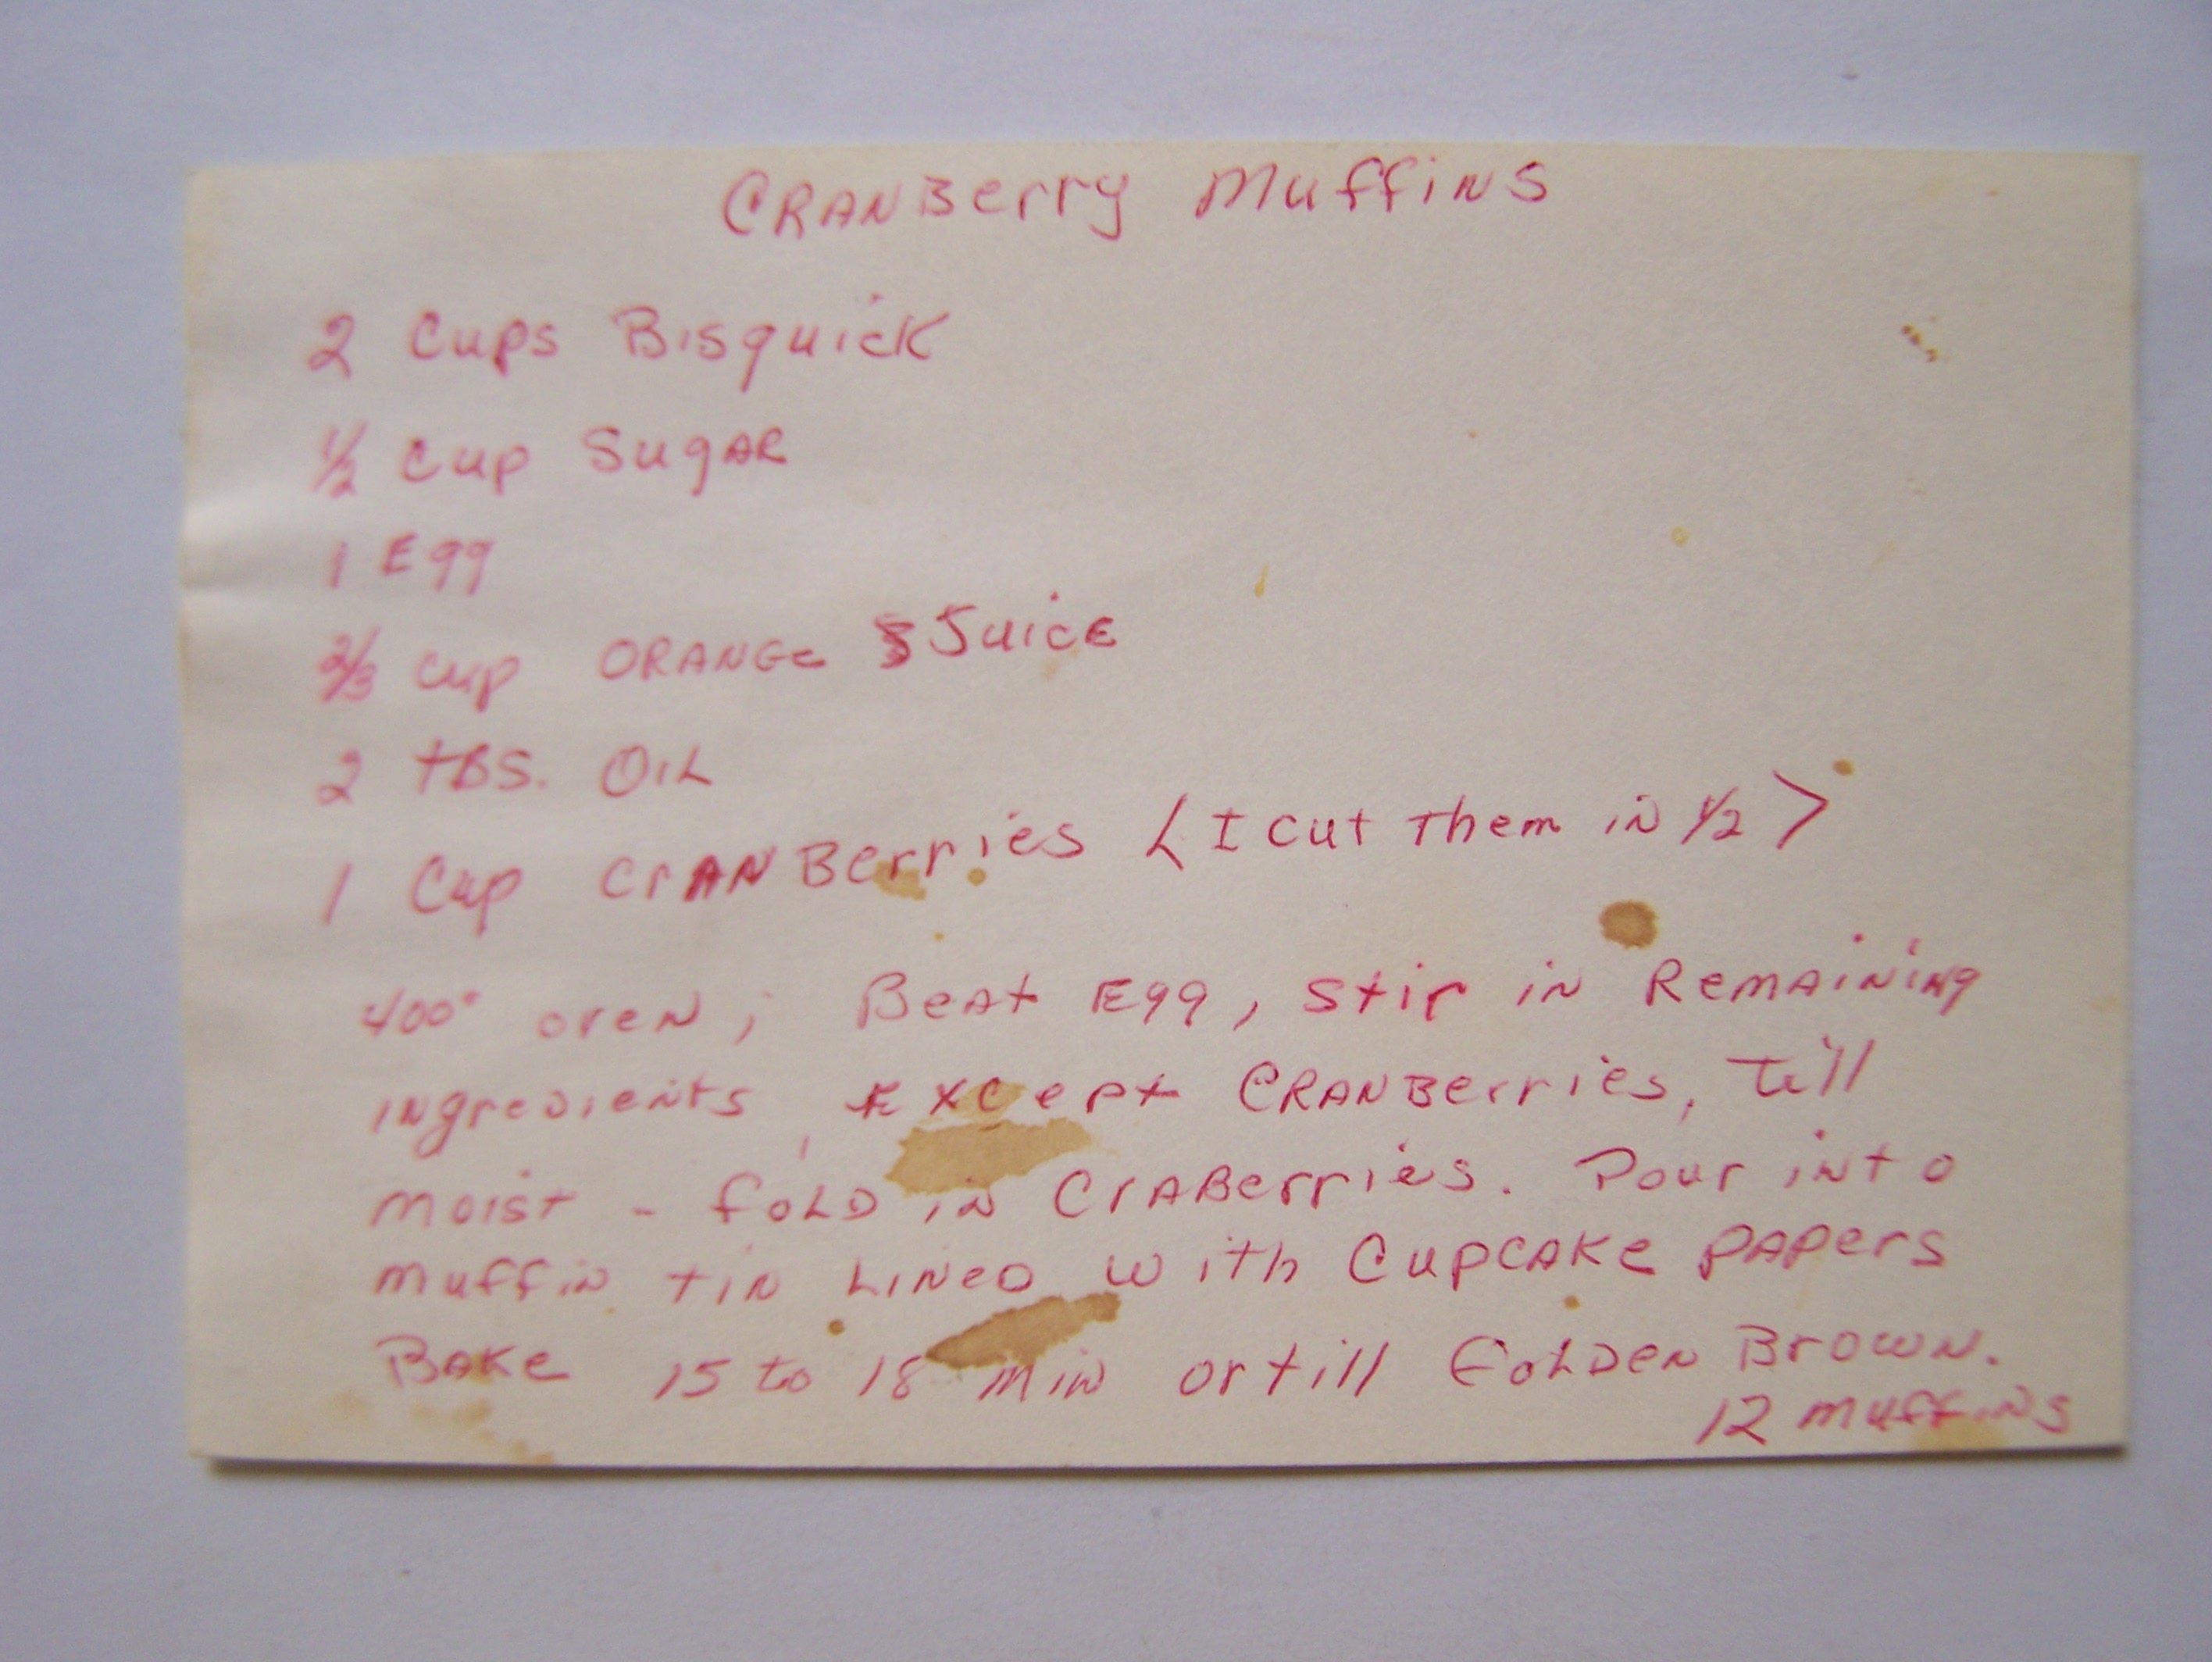 Cranberry Muffins
2 Cups Bisquick
1/2 Cup Sugar
1 Egg
2/3 Cup Orange Juice
2 tbs. Oil
1 Cup Cranberries <I cut them in 1/2>
400° oven; Beat Egg, stir in Remaining
ingredients, Except Cranberries, till
moist - fold in Craberries. Pour into
muffin tin Lined with Cupcake papers
Bake 15 to 18 min or till Golden Brown.
12 muffins